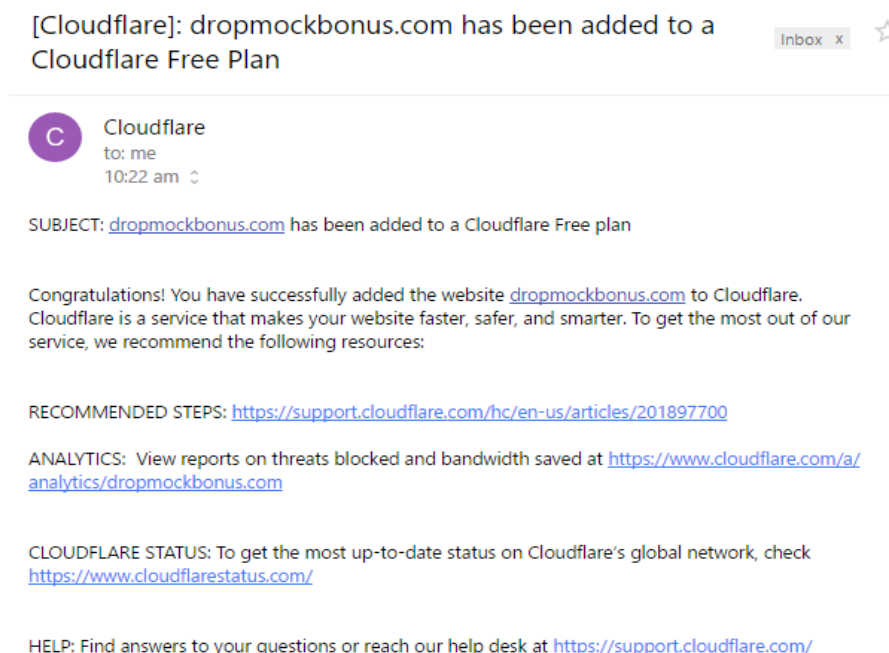 [Cloudflare]: dropmockbonus.com has been added to a
Cloudflare Free Plan
Inbox x
C
Cloudflare
to: me
10:22 am
SUBJECT: dropmockbonus.com has been added to a Cloudflare Free plan
Congratulations! You have successfully added the website dropmockbonus.com to Cloudflare.
Cloudflare is a service that makes your website faster, safer, and smarter. To get the most out of our
service, we recommend the following resources:
RECOMMENDED STEPS: https://support.cloudflare.com/hc/en-us/articles/201897700
ANALYTICS:  View reports on threats blocked and bandwidth saved at https://www.cloudflare.com/a/
analytics/dropmockbonus.com
CLOUDFLARE STATUS: To get the most up-to-date status on Cloudflare’s global network, check
https://www.cloudflarestatus.com/
HELP: Find answers to your questions or reach our help desk at https://support.cloudflare.com/